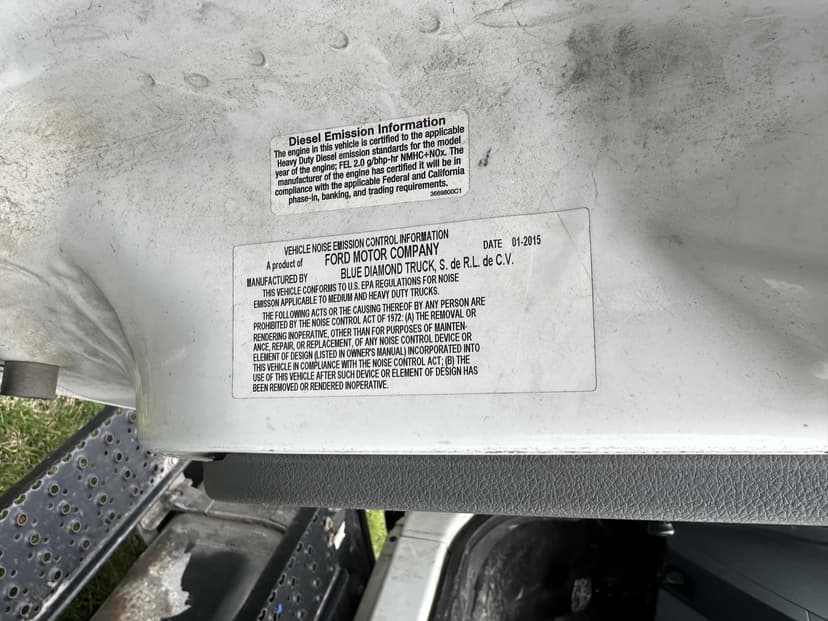 Diesel Emission Information
The engine in this vehicle is certified to the applicable
Heavy Duty Diesel emission standards for the model
year of the engine; FEL 2.0 g/bhp-hr NMHC+NOx. The
manufacturer of the engine has certified it will be in
compliance with the applicable Federal and California
phase-in, banking, and trading requirements.
3669800C1
VEHICLE NOISE EMISSION CONTROL INFORMATION
A product of FORD MOTOR COMPANY DATE 01-2015
MANUFACTURED BY BLUE DIAMOND TRUCK, S. de R.L. de C.V.
THIS VEHICLE CONFORMS TO U.S. EPA REGULATIONS FOR NOISE
EMISSON APPLICABLE TO MEDIUM AND HEAVY DUTY TRUCKS.
THE FOLLOWING ACTS OR THE CAUSING THEREOF BY ANY PERSON ARE
PROHIBITED BY THE NOISE CONTROL ACT OF 1972: (A) THE REMOVAL OR
RENDERING INOPERATIVE, OTHER THAN FOR PURPOSES OF MAINTEN-
ANCE, REPAIR, OR REPLACEMENT, OF ANY NOISE CONTROL DEVICE OR
ELEMENT OF DESIGN (LISTED IN OWNER'S MANUAL) INCORPORATED INTO
THIS VEHICLE IN COMPLIANCE WITH THE NOISE CONTROL ACT; (B) THE
USE OF THIS VEHICLE AFTER SUCH DEVICE OR ELEMENT OF DESIGN HAS
BEEN REMOVED OR RENDERED INOPERATIVE.